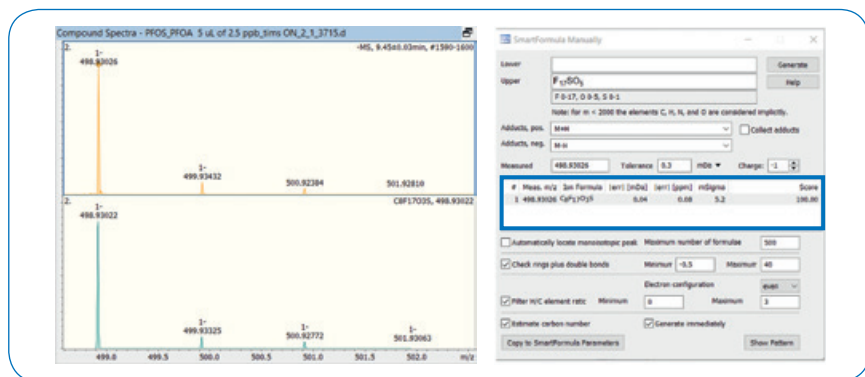 Compound Spectra - PFOS_PFOA 5 uL of 2.5 ppb_tims ON_2_1_3715.d
2.
1-
498.93026
-MS, 9.45±0.03min, #1590-1600
1-
499.93432
500.92384
501.92810
2.
1-
498.93022
C8F17O3S, 498.93022
1-
499.93325
1-
500.92772
1-
501.93063
499.0 499.5 500.0 500.5 501.0 501.5 502.0 m/z
SmartFormula Manually
Lower
Generate
Upper
F₁₇SO₅
Help
F 0-17, O 0-5, S 0-1
Note: for m < 2000 the elements C, H, N, and O are considered implicitly.
Adducts, pos. M+H
Collect adducts
Adducts, neg. M-H
Measured 498.93026 Tolerance 0.3 mDa Charge: -1
# Meas. m/z Ion Formula |err| [mDa] |err| [ppm] mSigma Score
1 498.93026 C8F17O3S 0.04 0.08 5.2 100.00
Automatically locate monoisotopic peak Maximum number of formulae 500
Check rings plus double bonds Minimum -0.5 Maximum 40
Electron configuration even
Filter H/C element ratio Minimum 0 Maximum 3
Estimate carbon number Generate immediately
Copy to SmartFormula Parameters Show Pattern